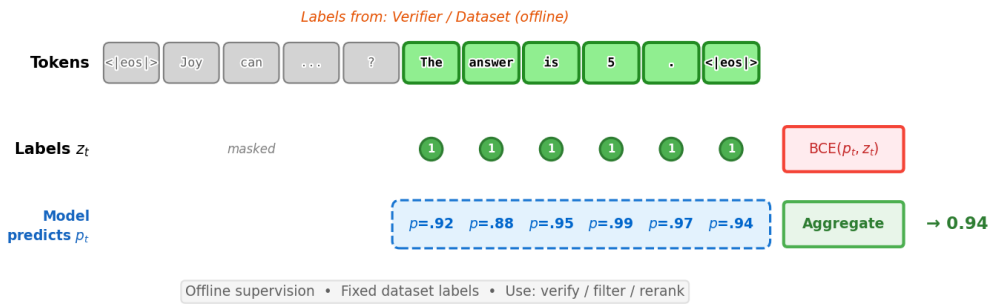 Labels from: Verifier / Dataset (offline)
Tokens <|eos|> Joy can ... ? The answer is 5 . <|eos|>
Labels z_t masked 1 1 1 1 1 1 BCE(p_t, z_t)
Model
predicts p_t p=.92 p=.88 p=.95 p=.99 p=.97 p=.94 Aggregate → 0.94
Offline supervision • Fixed dataset labels • Use: verify / filter / rerank